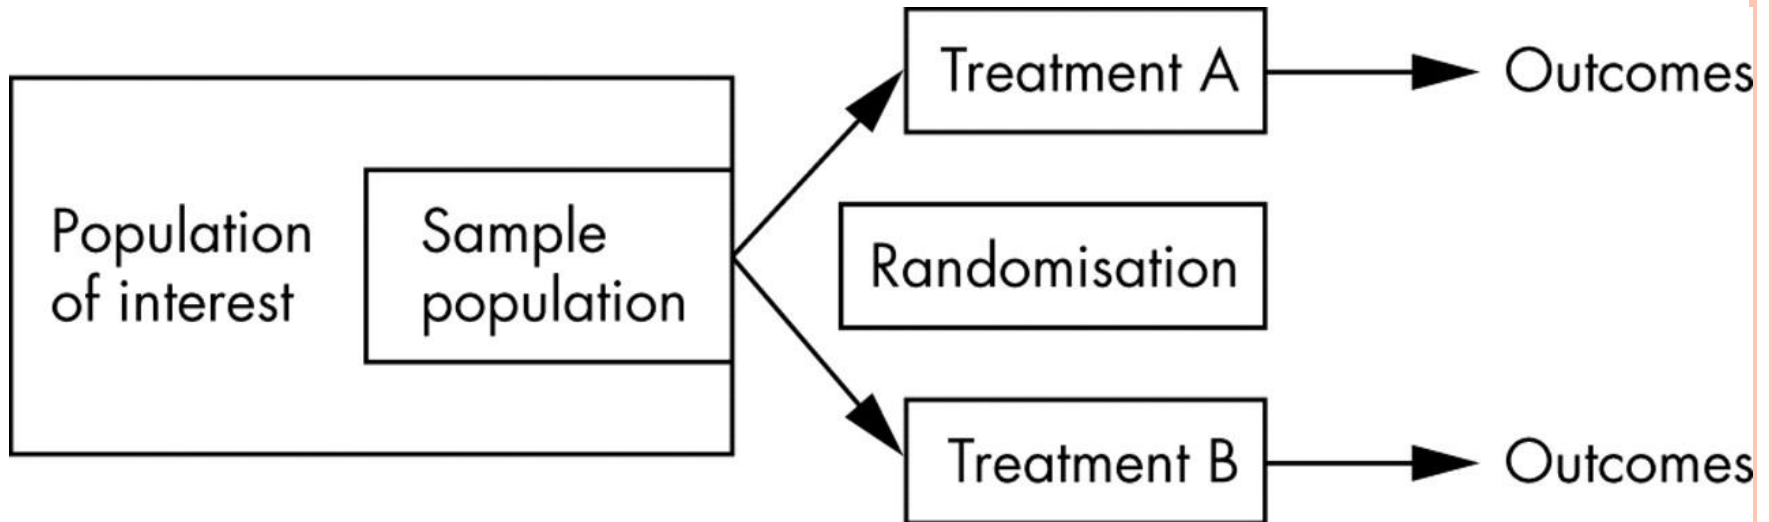 Population
of interest
Sample
population
Treatment A
Outcomes
Randomisation
Treatment B
Outcomes